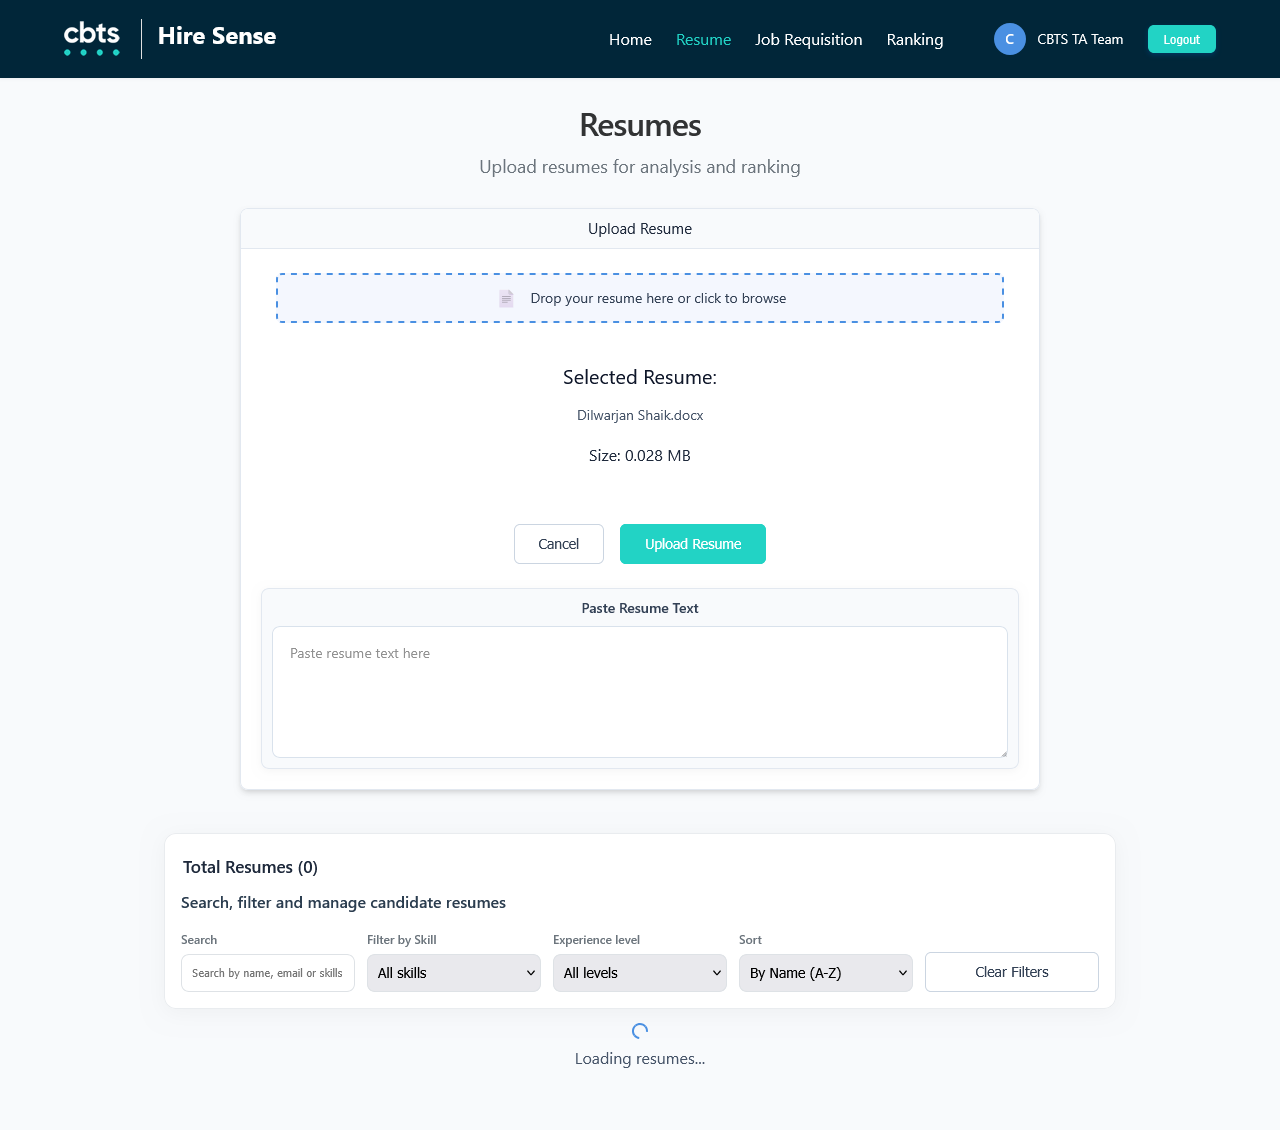 cbts
Hire Sense
Home
Resume
Job Requisition
Ranking
C
CBTS TA Team
Logout
Resumes
Upload resumes for analysis and ranking
Upload Resume
Drop your resume here or click to browse
Selected Resume:
Dilwarjan Shaik.docx
Size: 0.028 MB
Cancel
Upload Resume
Paste Resume Text
Paste resume text here
Total Resumes (0)
Search, filter and manage candidate resumes
Search
Filter by Skill
Experience level
Sort
Search by name, email or skills
All skills
All levels
By Name (A-Z)
Clear Filters
Loading resumes...